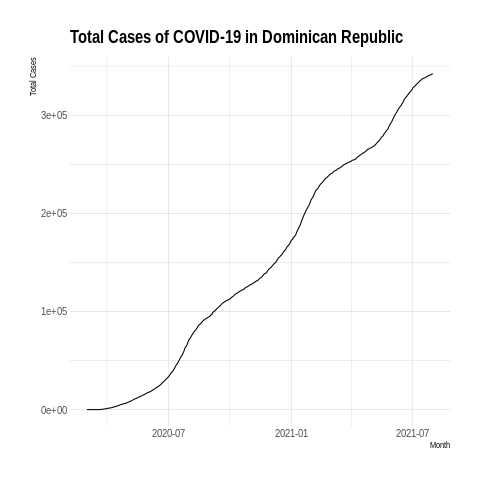 Total Cases of COVID-19 in Dominican Republic
Total Cases
3e+05
2e+05
1e+05
0e+00
2020-07 2021-01 2021-07
Month